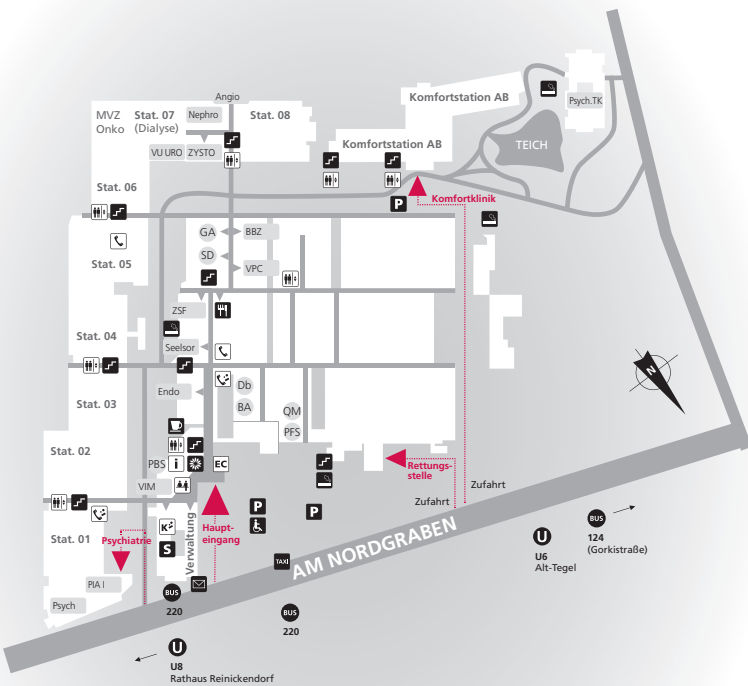 Angio
MVZ
Onko
Stat. 07
(Dialyse)
Nephro
Stat. 08
VU URO
ZYSTO
Komfortstation AB
Komfortstation AB
Psych.TK
TEICH
Stat. 06
P
Komfortklinik
GA
BBZ
SD
VPC
Stat. 05
ZSF
Stat. 04
Seelsor
Endo
Db
BA
QM
PFS
Stat. 03
N
Stat. 02
PBS
i
EC
VIM
Rettungs-
stelle
Zufahrt
Zufahrt
P
P
Stat. 01
K
S
Psychiatrie
Verwaltung
Haupt-
eingang
TAXI
AM NORDGRABEN
U
U6
Alt-Tegel
BUS
124
(Gorkistraße)
PIA I
Psych
BUS
220
BUS
220
U
U8
Rathaus Reinickendorf